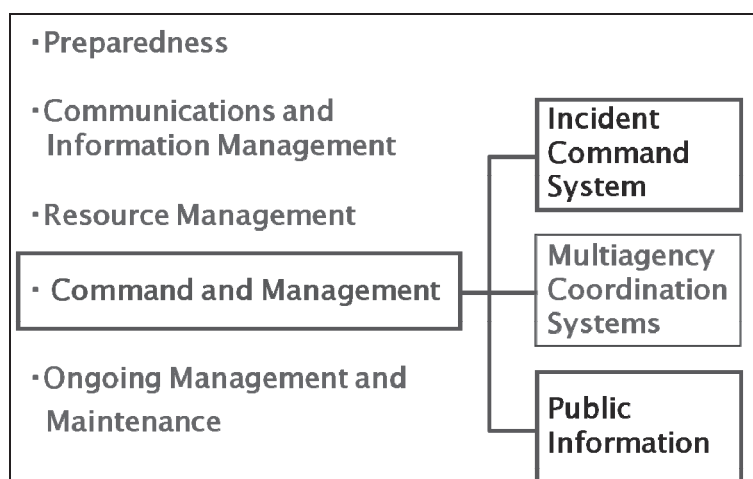 ·Preparedness
·Communications and
Information Management
·Resource Management
· Command and Management
·Ongoing Management and
Maintenance
Incident
Command
System
Multiagency
Coordination
Systems
Public
Information